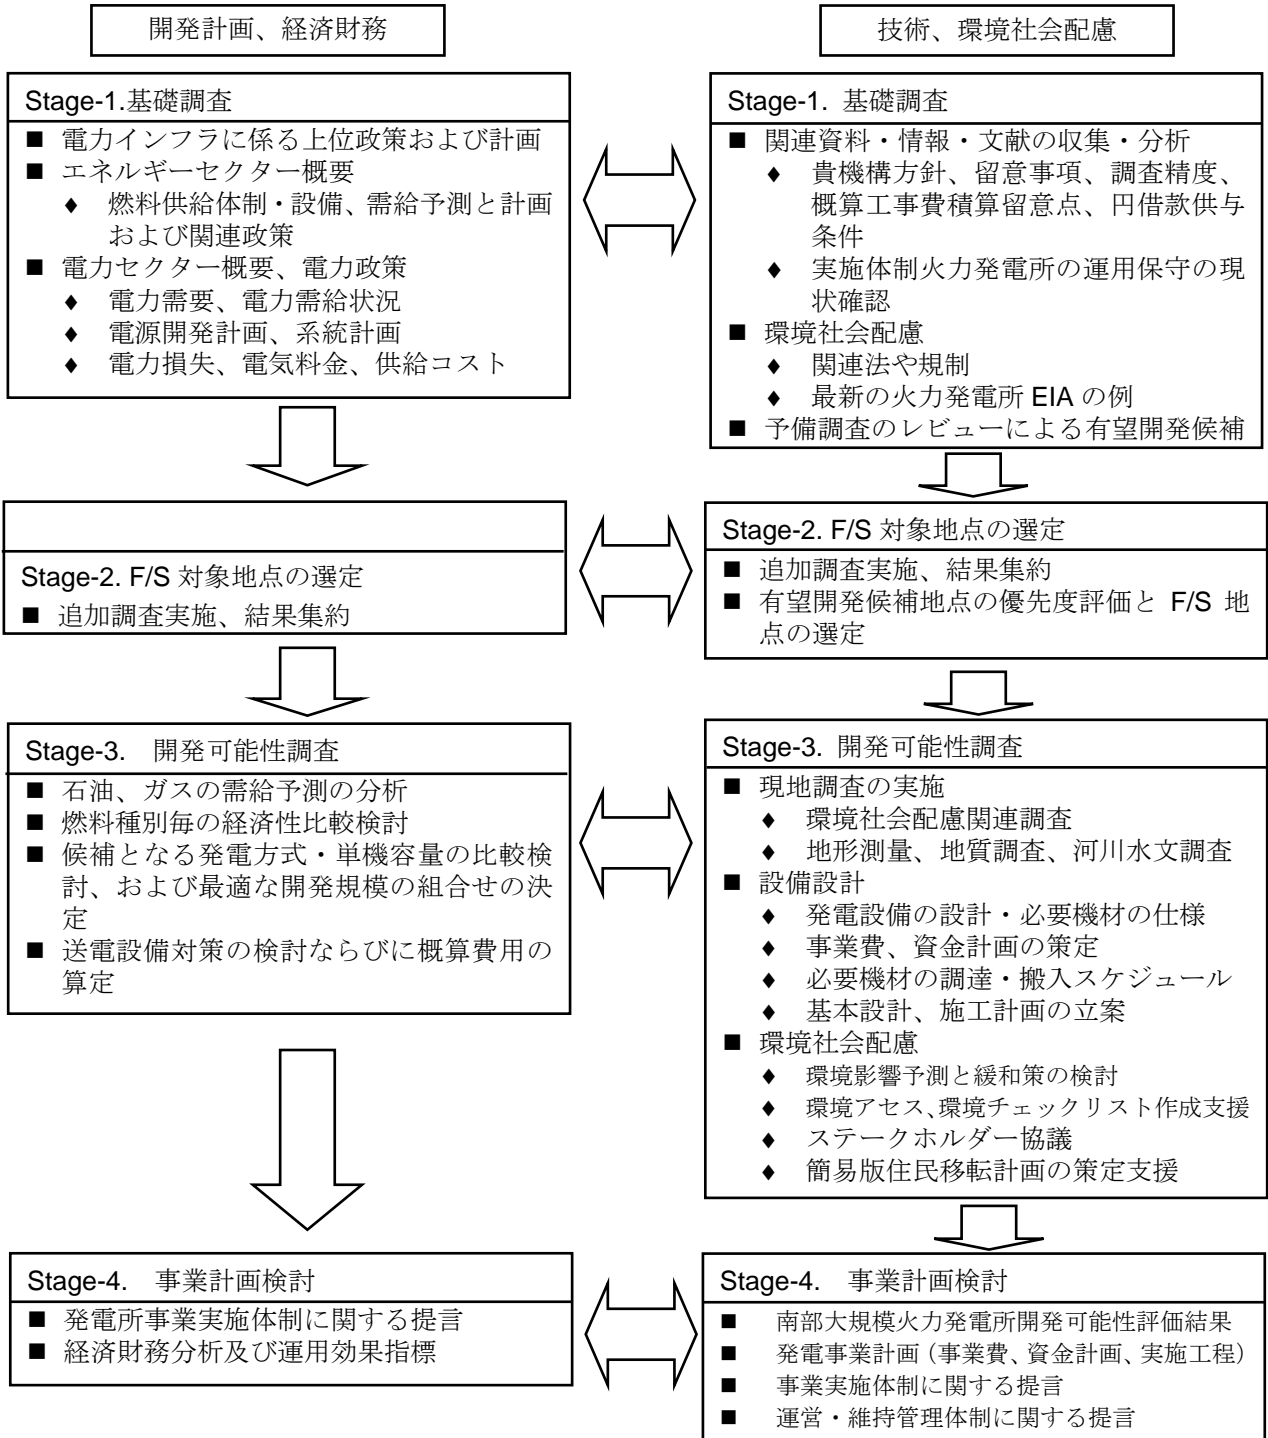 開発計画、経済財務
技術、環境社会配慮
Stage-1.基礎調査
■ 電力インフラに係る上位政策および計画
■ エネルギーセクター概要
♦ 燃料供給体制・設備、需給予測と計画
および関連政策
■ 電力セクター概要、電力政策
♦ 電力需要、電力需給状況
♦ 電源開発計画、系統計画
♦ 電力損失、電気料金、供給コスト
Stage-1. 基礎調査
■ 関連資料・情報・文献の収集・分析
♦ 貴機構方針、留意事項、調査精度、
概算工事費積算留意点、円借款供与
条件
♦ 実施体制火力発電所の運用保守の現
状確認
■ 環境社会配慮
♦ 関連法や規制
♦ 最新の火力発電所 EIA の例
■ 予備調査のレビューによる有望開発候補
Stage-2. F/S 対象地点の選定
■ 追加調査実施、結果集約
Stage-2. F/S 対象地点の選定
■ 追加調査実施、結果集約
■ 有望開発候補地点の優先度評価と F/S 地
点の選定
Stage-3. 開発可能性調査
■ 石油、ガスの需給予測の分析
■ 燃料種別毎の経済性比較検討
■ 候補となる発電方式・単機容量の比較検
討、および最適な開発規模の組合せの決
定
■ 送電設備対策の検討ならびに概算費用の
算定
Stage-3. 開発可能性調査
■ 現地調査の実施
♦ 環境社会配慮関連調査
♦ 地形測量、地質調査、河川水文調査
■ 設備設計
♦ 発電設備の設計・必要機材の仕様
♦ 事業費、資金計画の策定
♦ 必要機材の調達・搬入スケジュール
♦ 基本設計、施工計画の立案
■ 環境社会配慮
♦ 環境影響予測と緩和策の検討
♦ 環境アセス、環境チェックリスト作成支援
♦ ステークホルダー協議
♦ 簡易版住民移転計画の策定支援
Stage-4. 事業計画検討
■ 発電所事業実施体制に関する提言
■ 経済財務分析及び運用効果指標
Stage-4. 事業計画検討
■ 南部大規模火力発電所開発可能性評価結果
■ 発電事業計画（事業費、資金計画、実施工程）
■ 事業実施体制に関する提言
■ 運営・維持管理体制に関する提言